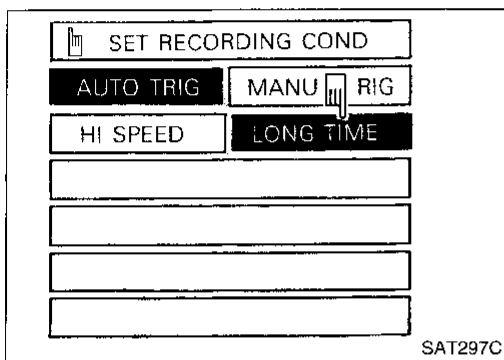 SET RECORDING COND
AUTO TRIG MANU RIG
HI SPEED LONG TIME
SAT297C